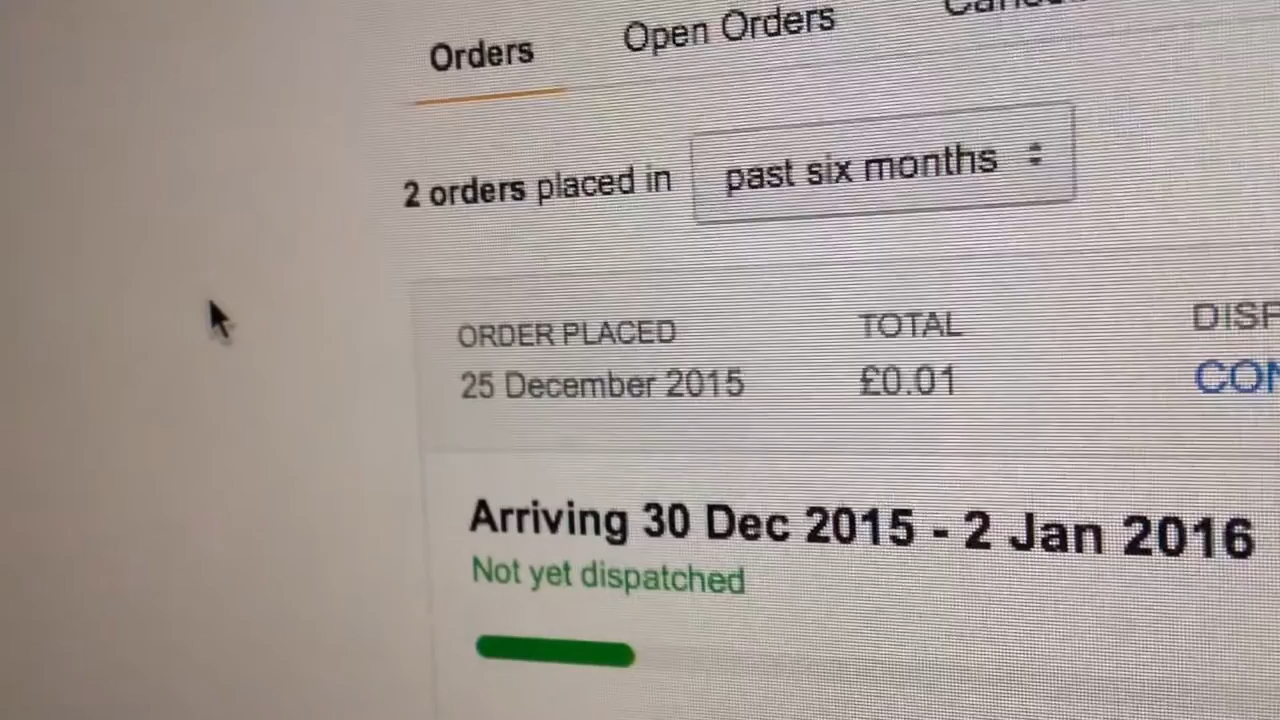 Orders Open Orders
2 orders placed in past six months
ORDER PLACED TOTAL
25 December 2015 £0.01
Arriving 30 Dec 2015 - 2 Jan 2016
Not yet dispatched